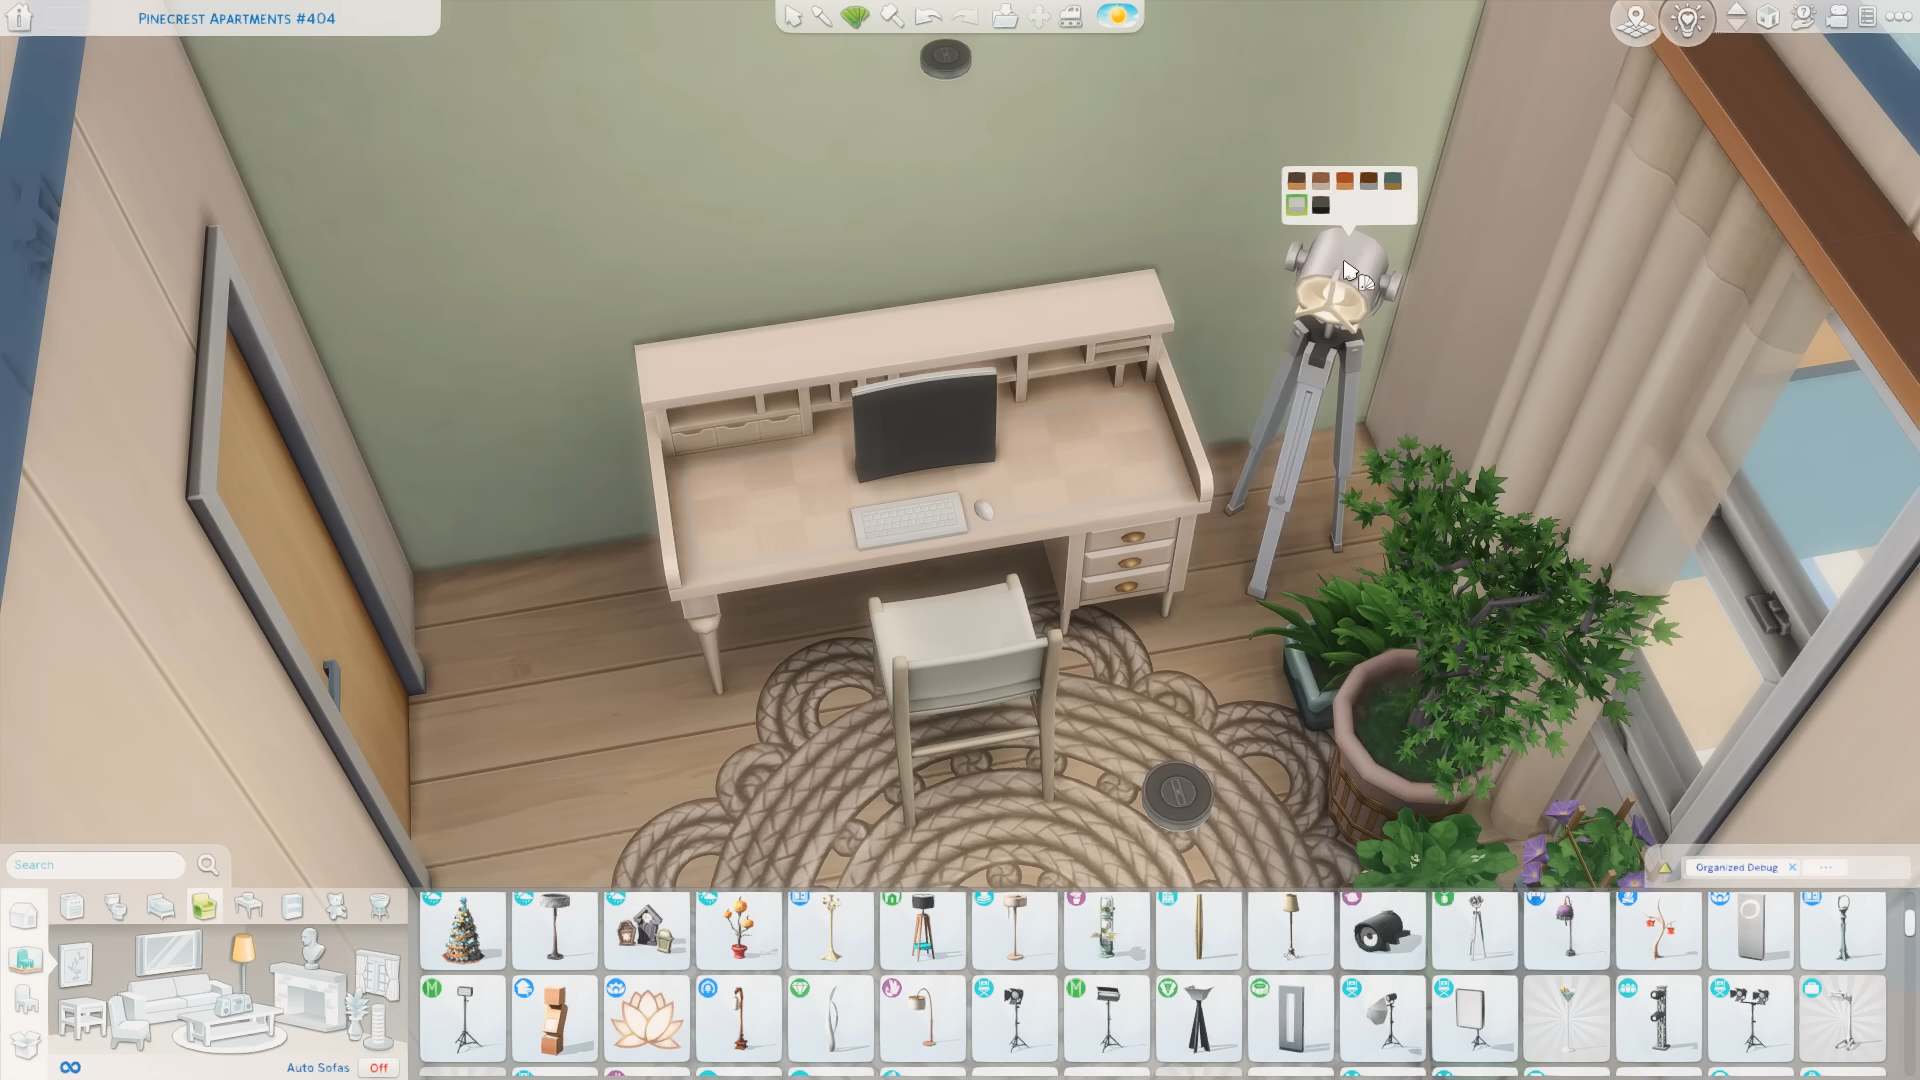 PINECREST APARTMENTS #404
Search
Organized Debug
Auto Sofas
Off